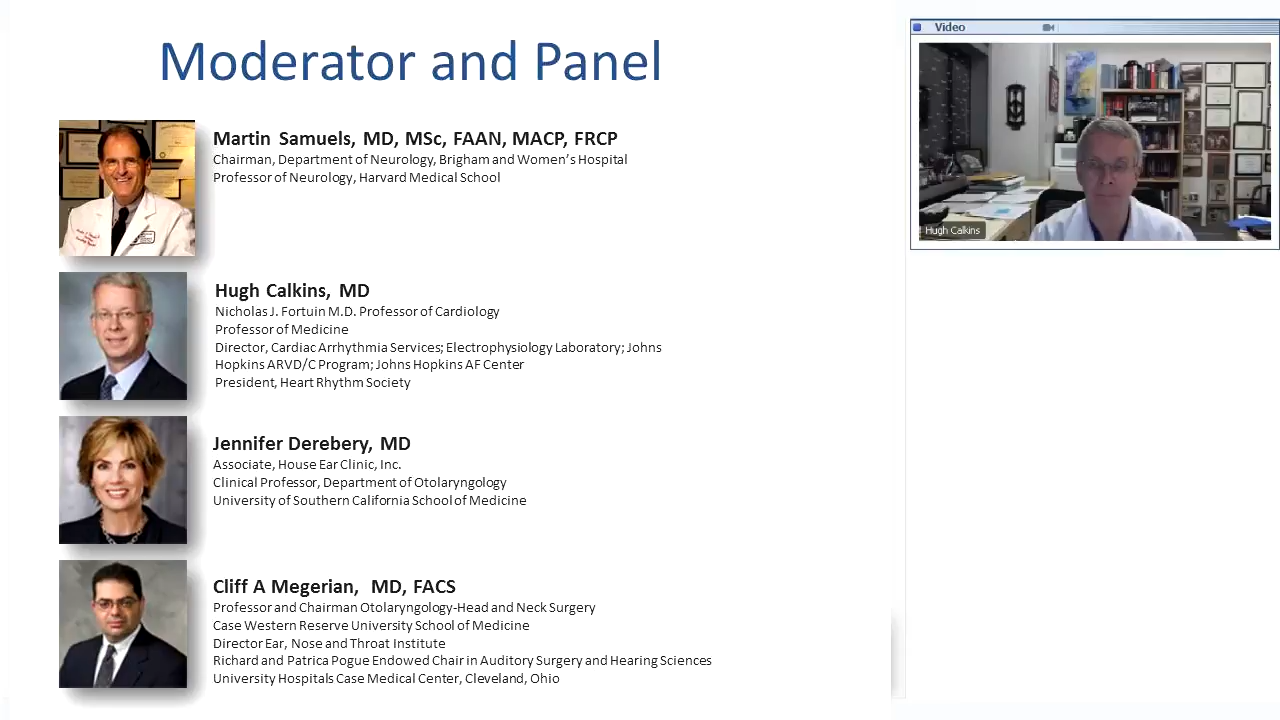 Moderator and Panel
Martin Samuels, MD, MSc, FAAN, MACP, FRCP
Chairman, Department of Neurology, Brigham and Women's Hospital
Professor of Neurology, Harvard Medical School
Hugh Calkins, MD
Nicholas J. Fortuin M.D. Professor of Cardiology
Professor of Medicine
Director, Cardiac Arrhythmia Services; Electrophysiology Laboratory; Johns
Hopkins ARVD/C Program; Johns Hopkins AF Center
President, Heart Rhythm Society
Jennifer Derebery, MD
Associate, House Ear Clinic, Inc.
Clinical Professor, Department of Otolaryngology
University of Southern California School of Medicine
Cliff A Megerian, MD, FACS
Professor and Chairman Otolaryngology-Head and Neck Surgery
Case Western Reserve University School of Medicine
Director Ear, Nose and Throat Institute
Richard and Patrica Pogue Endowed Chair in Auditory Surgery and Hearing Sciences
University Hospitals Case Medical Center, Cleveland, Ohio
Video
Hugh Calkins